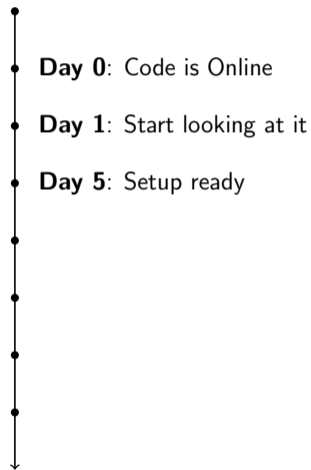 Day 0: Code is Online
Day 1: Start looking at it
Day 5: Setup ready